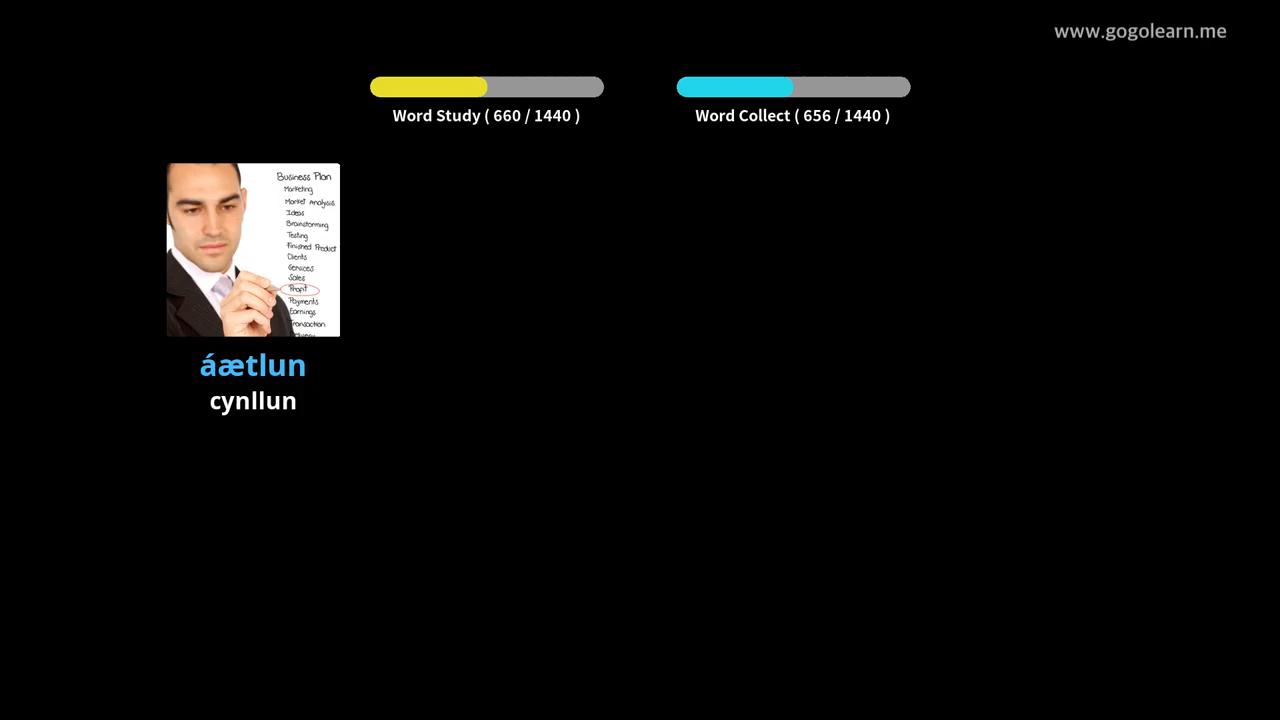 www.gogolearn.me
Word Study ( 660 / 1440 )
Word Collect ( 656 / 1440 )
Business Plan
Marketing
Market Analysis
Ideas
Brainstorming
Testing
Finished Product
Clients
Services
Sales
Profit
Payments
Earnings
Transaction
áætlun
cynllun